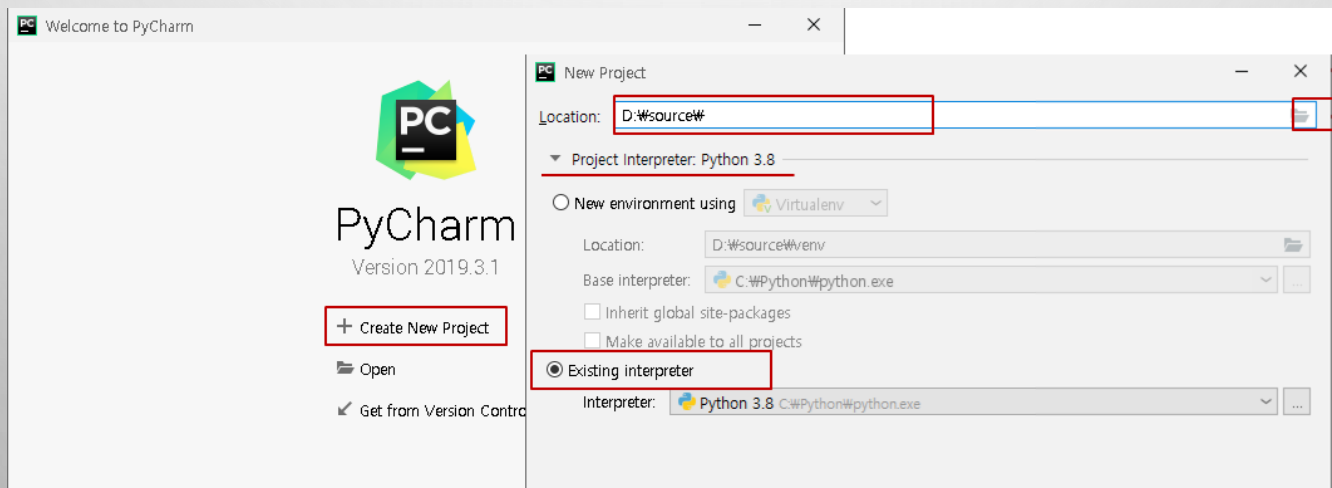 Welcome to PyCharm
PC
PyCharm
Version 2019.3.1
+ Create New Project
Open
Get from Version Contro
New Project
Location: D:₩source₩
Project Interpreter: Python 3.8
New environment using Virtualenv
Location: D:₩source₩venv
Base interpreter: C:₩Python₩python.exe ...
Inherit global site-packages
Make available to all projects
Existing interpreter
Interpreter: Python 3.8 C:₩Python₩python.exe ...